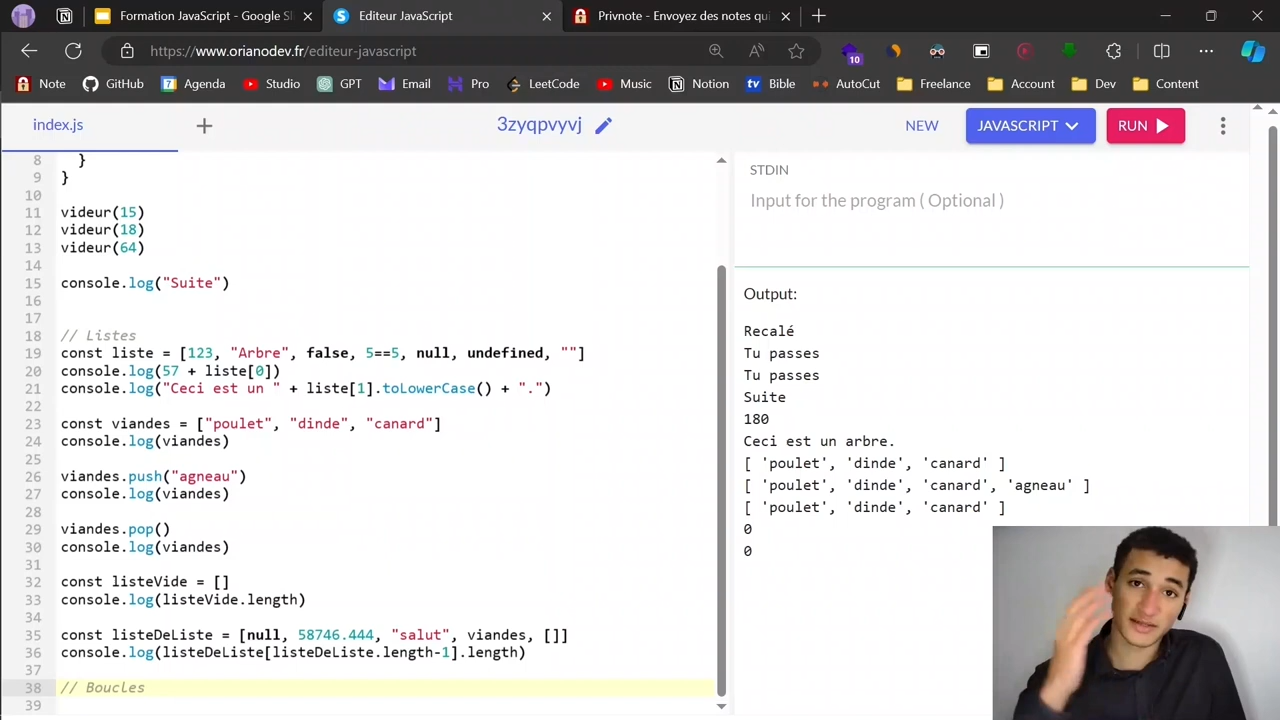 Formation JavaScript - Google Sl
Editeur JavaScript
Privnote - Envoyez des notes qui
https://www.orianodev.fr/editeur-javascript
10
Note GitHub 7 Agenda Studio GPT Email Pro LeetCode Music Notion tv Bible AutoCut Freelance Account Dev Content
index.js
3zyqpvyvj
NEW
JAVASCRIPT
RUN
8 }
9 }
10
11 videur(15)
12 videur(18)
13 videur(64)
14
15 console.log("Suite")
16
17
18 // Listes
19 const liste = [123, "Arbre", false, 5==5, null, undefined, ""]
20 console.log(57 + liste[0])
21 console.log("Ceci est un " + liste[1].toLowerCase() + ".")
22
23 const viandes = ["poulet", "dinde", "canard"]
24 console.log(viandes)
25
26 viandes.push("agneau")
27 console.log(viandes)
28
29 viandes.pop()
30 console.log(viandes)
31
32 const listeVide = []
33 console.log(listeVide.length)
34
35 const listeDeListe = [null, 58746.444, "salut", viandes, []]
36 console.log(listeDeListe[listeDeListe.length-1].length)
37
38 // Boucles
39
STDIN
Input for the program ( Optional )
Output:
Recalé
Tu passes
Tu passes
Suite
180
Ceci est un arbre.
[ 'poulet', 'dinde', 'canard' ]
[ 'poulet', 'dinde', 'canard', 'agneau' ]
[ 'poulet', 'dinde', 'canard' ]
0
0